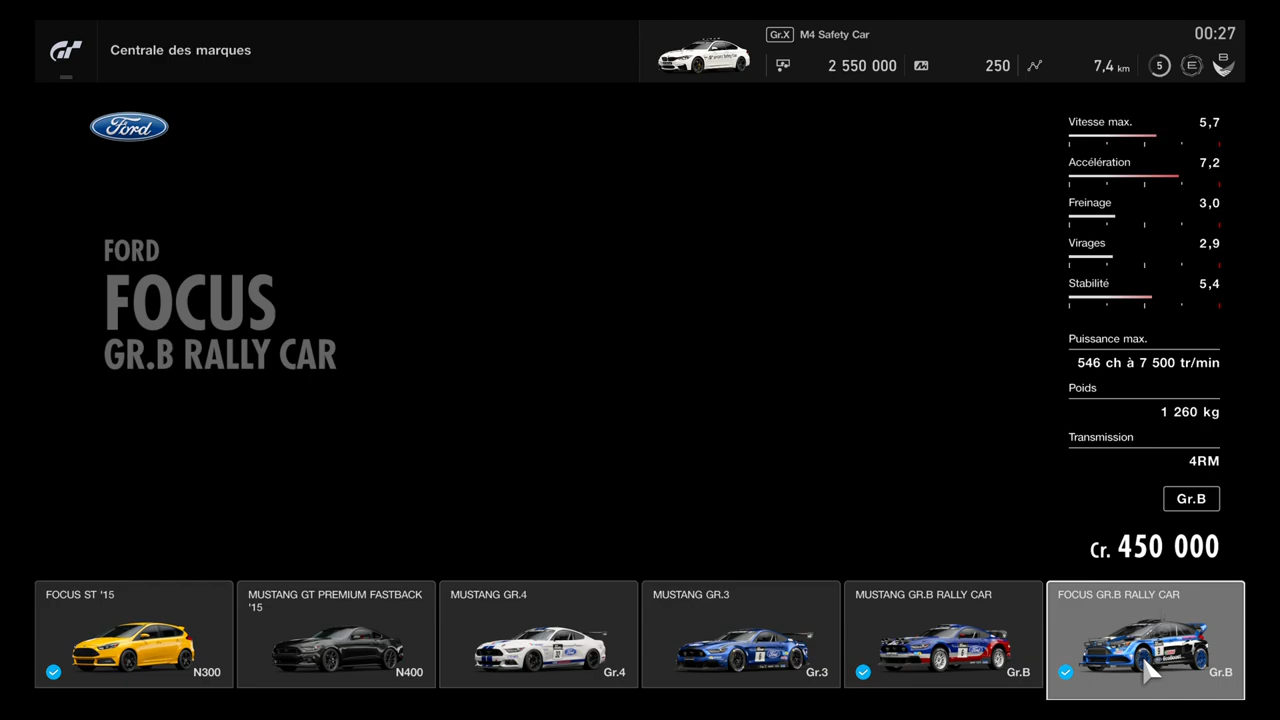 Centrale des marques
Gr.X M4 Safety Car
00:27
2 550 000
250
7,4 km
5
E
B
Ford
FORD
FOCUS
GR.B RALLY CAR
Vitesse max. 5,7
Accélération 7,2
Freinage 3,0
Virages 2,9
Stabilité 5,4
Puissance max.
546 ch à 7 500 tr/min
Poids
1 260 kg
Transmission
4RM
Gr.B
Cr. 450 000
FOCUS ST '15
N300
MUSTANG GT PREMIUM FASTBACK
'15
N400
MUSTANG GR.4
Gr.4
MUSTANG GR.3
Gr.3
MUSTANG GR.B RALLY CAR
Gr.B
FOCUS GR.B RALLY CAR
Gr.B